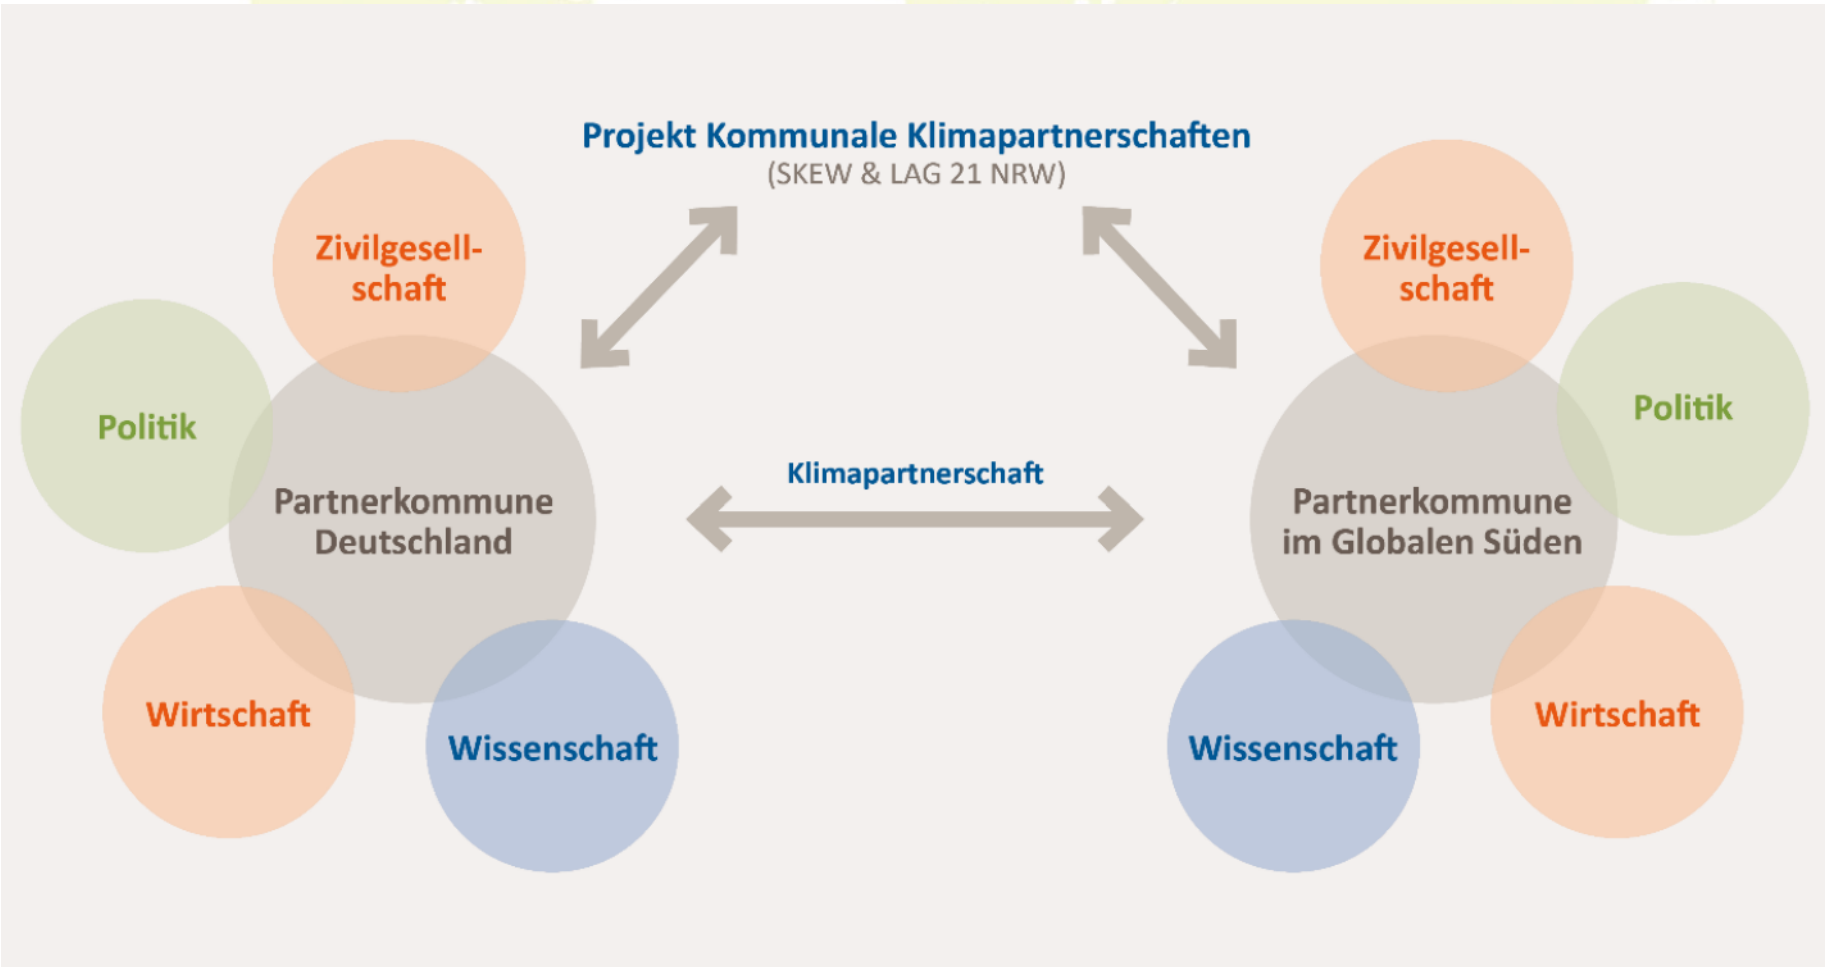 Projekt Kommunale Klimapartnerschaften
(SKEW & LAG 21 NRW)
Zivilgesell-
schaft
Politik
Partnerkommune
Deutschland
Wirtschaft
Wissenschaft
Klimapartnerschaft
Zivilgesell-
schaft
Politik
Partnerkommune
im Globalen Süden
Wissenschaft
Wirtschaft